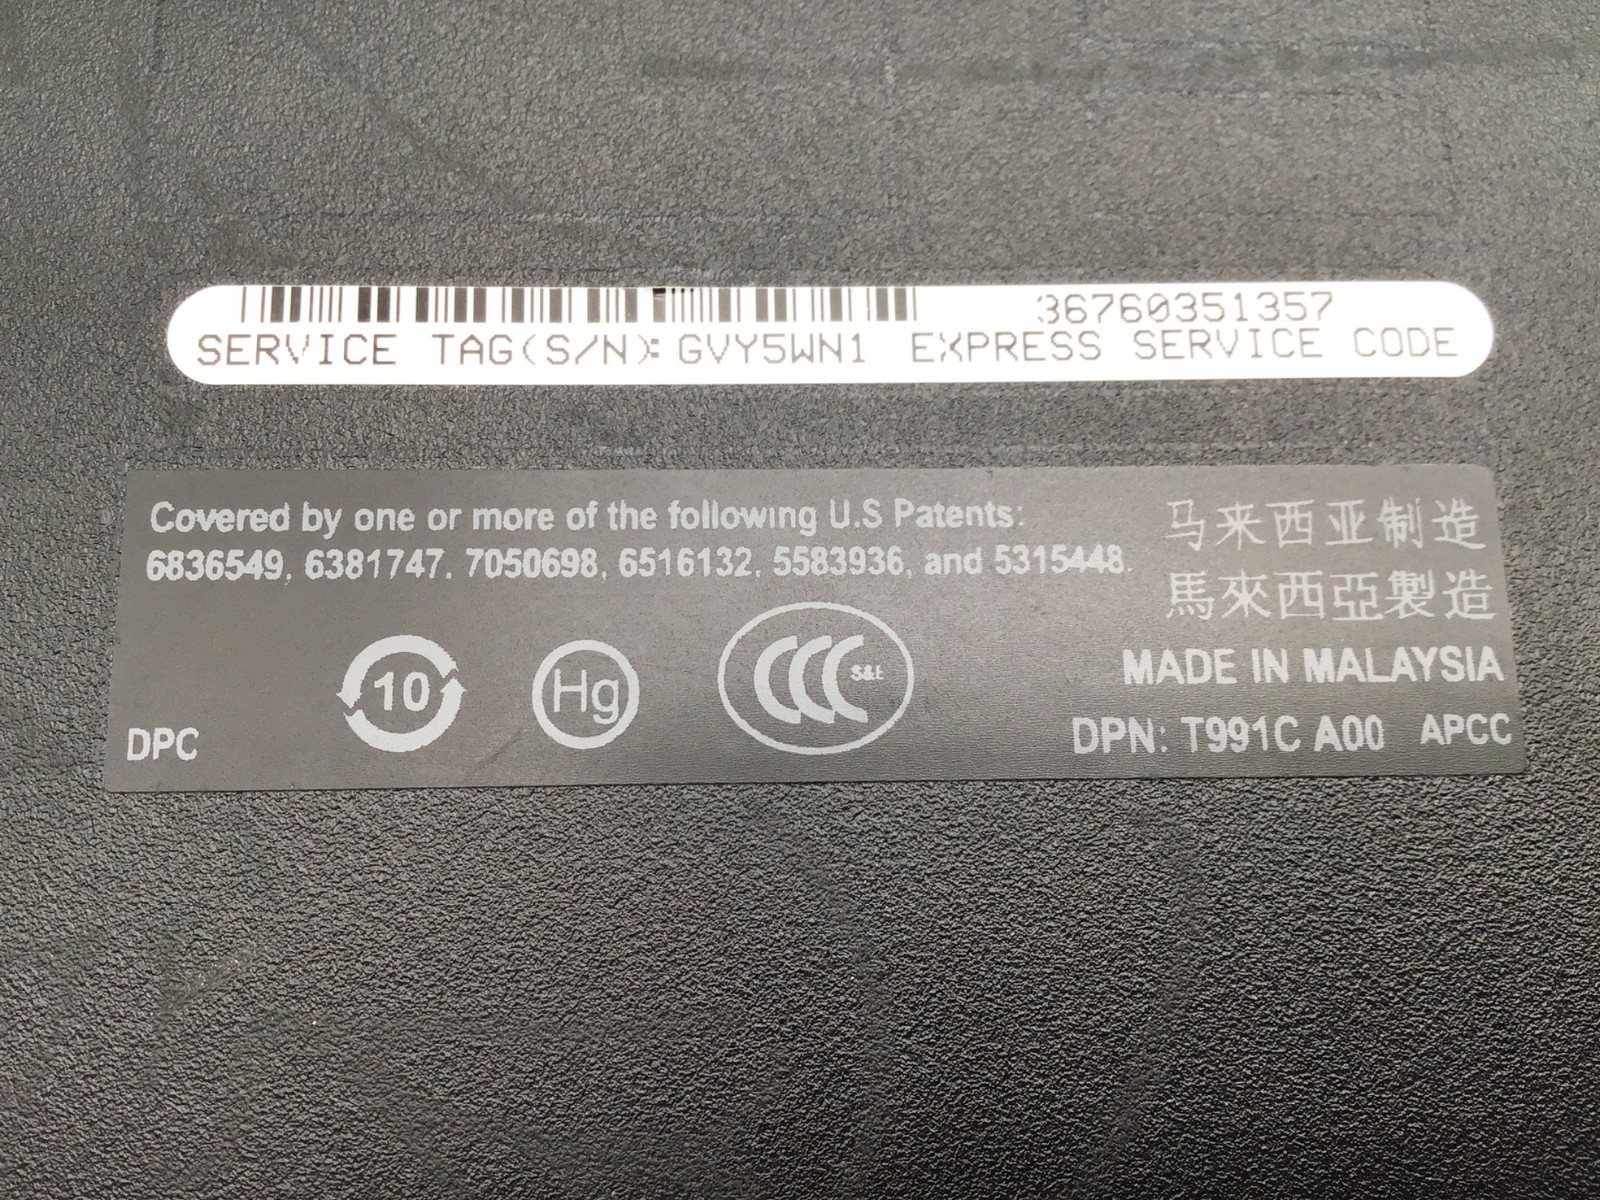 36760351357
SERVICE TAG(S/N): GVY5WN1 EXPRESS SERVICE CODE
Covered by one or more of the following U.S Patents:
6836549, 6381747, 7050698, 6516132, 5583936, and 5315448.
马来西亚制造
馬來西亞製造
MADE IN MALAYSIA
10
Hg
CCC S&E
DPC
DPN: T991C A00 APCC